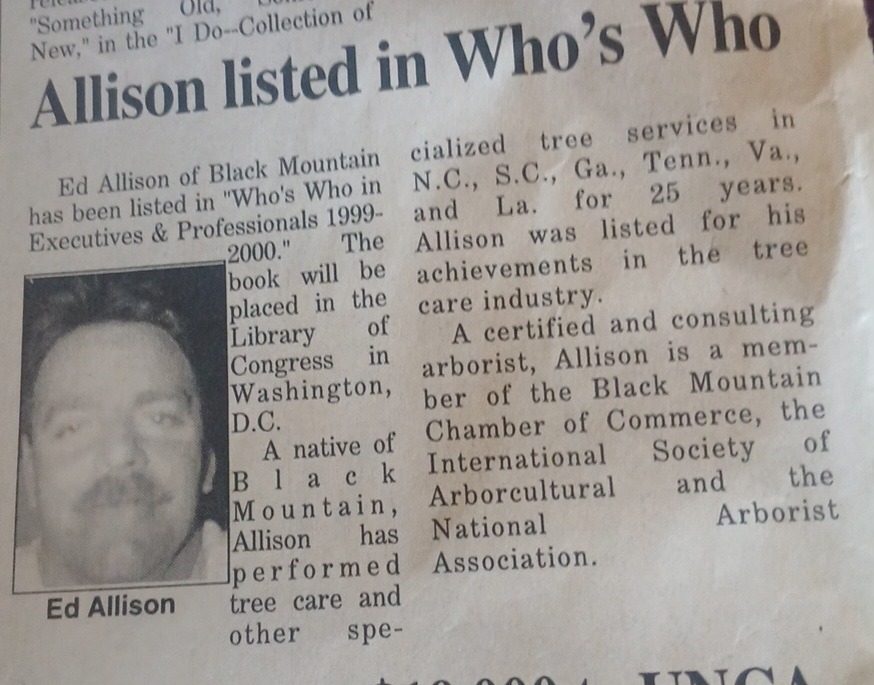 "Something Old,
New," in the "I Do--Collection of
Allison listed in Who's Who
Ed Allison of Black Mountain
has been listed in "Who's Who in
Executives & Professionals 1999-
2000." The
book will be
placed in the
Library of
Congress in
Washington,
D.C.
A native of
Black
Mountain,
Allison has
performed
tree care and
other spe-
Ed Allison
cialized tree services in
N.C., S.C., Ga., Tenn., Va.,
and La. for 25 years.
Allison was listed for his
achievements in the tree
care industry.
A certified and consulting
arborist, Allison is a mem-
ber of the Black Mountain
Chamber of Commerce, the
International Society of
Arborcultural and the
National Arborist
Association.
UNCA